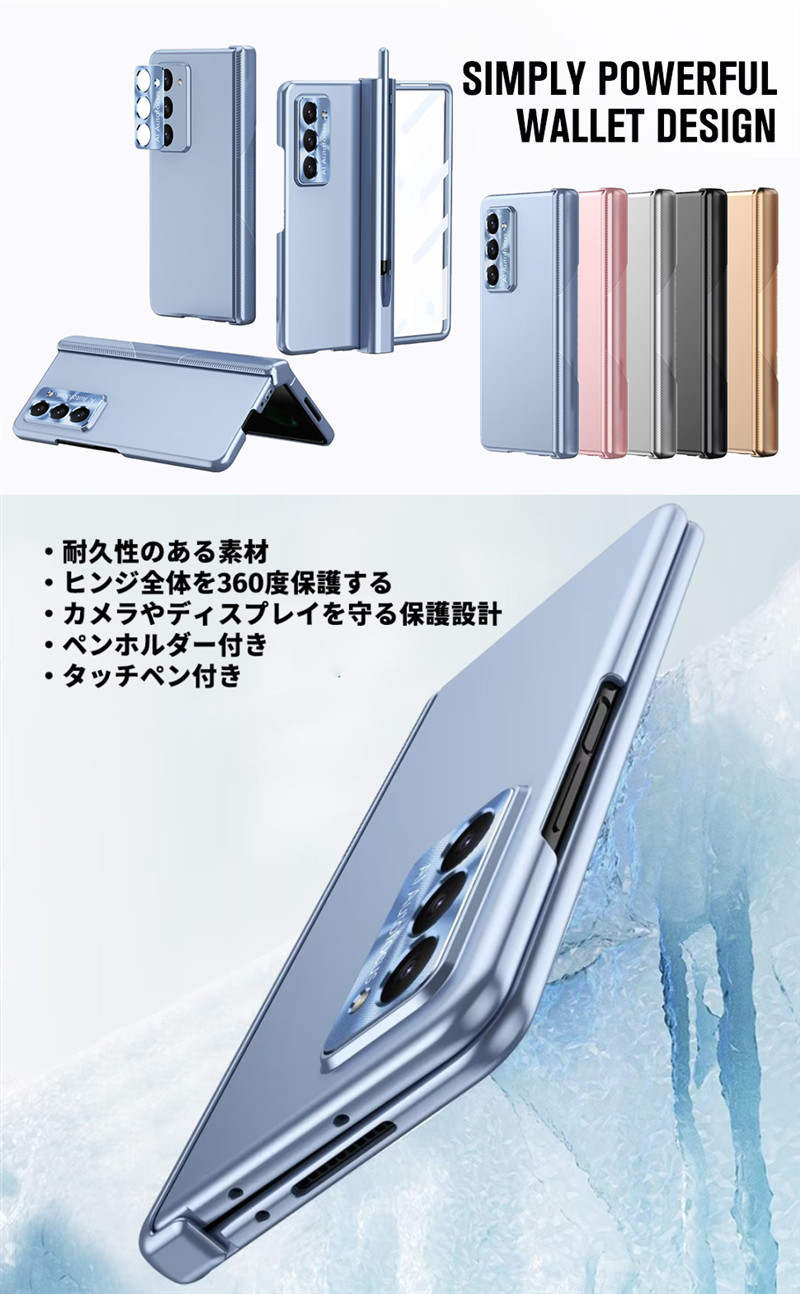 SIMPLY POWERFUL
WALLET DESIGN
・耐久性のある素材
・ヒンジ全体を360度保護する
・カメラやディスプレイを守る保護設計
・ペンホルダー付き
・タッチペン付き